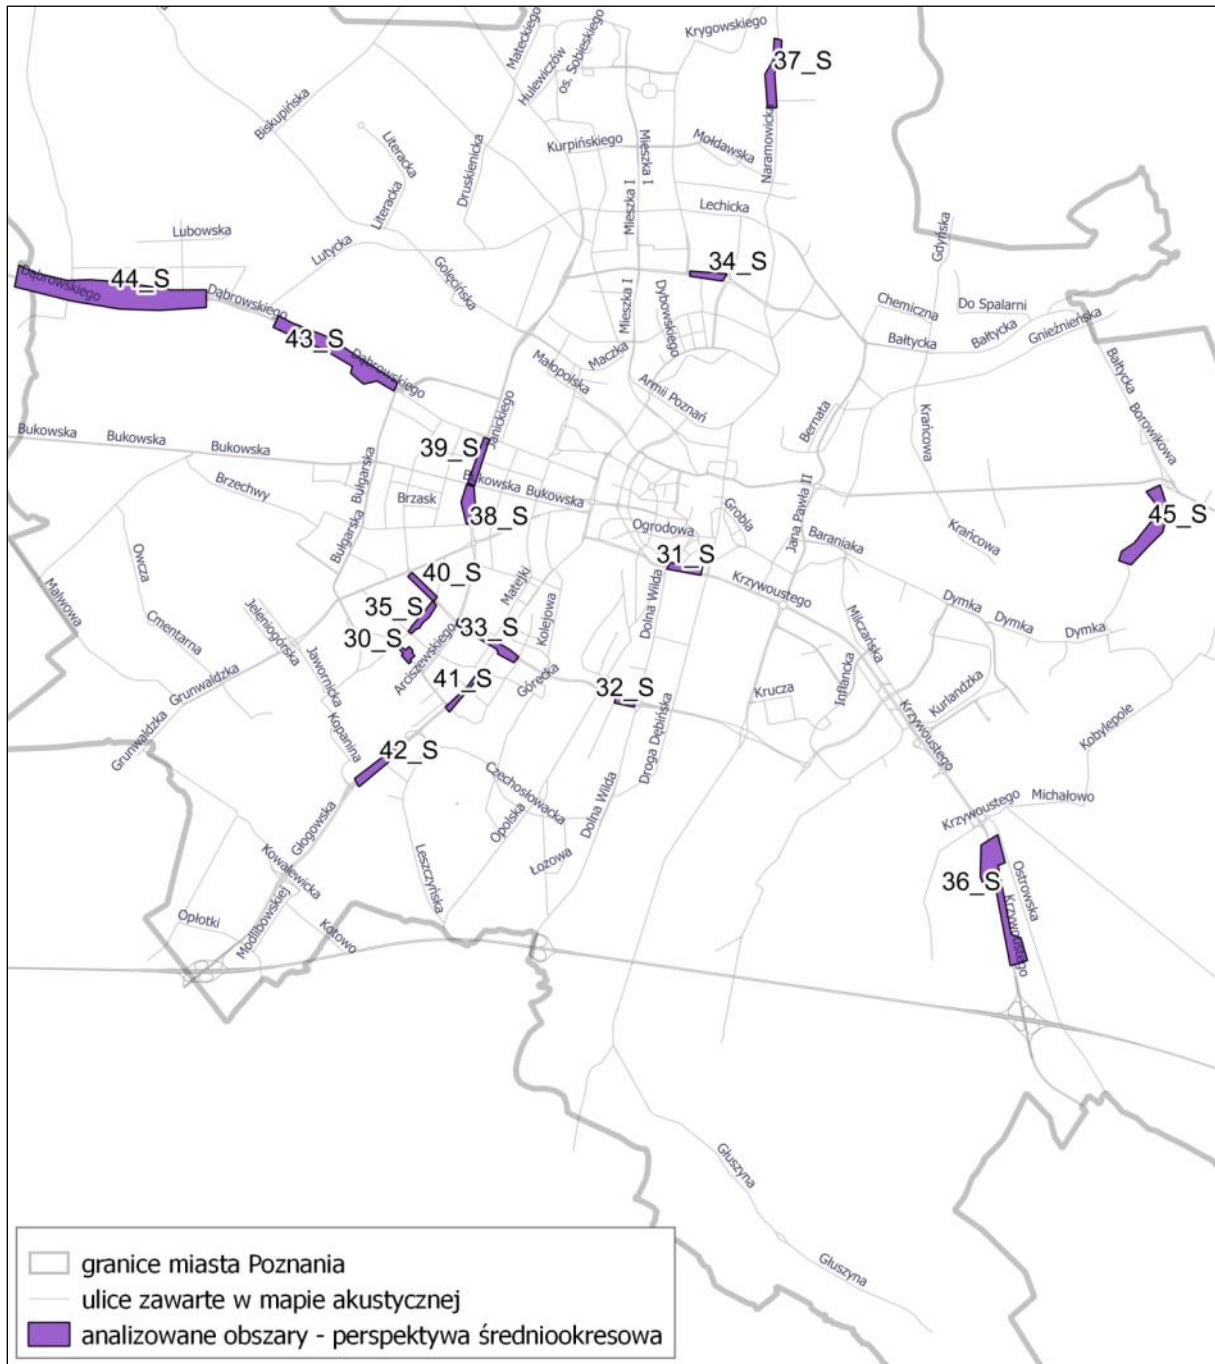 Krygowskiego
37_S
Mateckiego
Hulewiczów
os. Sobieskiego
Biskupińska
Literacka
Literacka
Druskienicka
Kurpińskiego
Mieszka I
Mieszka I
Mołdawska
Naramowicka
Lechicka
Lubowska
Lutycka
Golęcińska
34_S
Gdyńska
44_S
Dąbrowskiego
Dąbrowskiego
43_S
Dąbrowskiego
Mieszka I
Dybowskiego
Maczka
Małopolska
Armii Poznań
Chemiczna
Do Spalarni
Bałtycka
Bałtycka
Gnieźnieńska
Bałtycka
Borowikowa
Bernata
Krańcowa
Bukowska
Bukowska
Bukowska
39_S
Janickiego
Bukowska
Bukowska
Brzechwy
Bułgarska
Bułgarska
Brzask
38_S
Ogrodowa
Grobla
Jana Pawła II
Baraniaka
Krańcowa
45_S
31_S
Krzywoustego
Dolna Wilda
Owcza
Malwowa
Cmentarna
Jeleniogórska
Jawornicka
Grunwaldzka
Grunwaldzka
Kopanina
40_S
35_S
30_S
Arciszewskiego
33_S
Matejki
Kolejowa
Górecka
41_S
42_S
32_S
Milczańska
Dymka
Dymka
Dymka
Krucza
Inflancka
Kurlandzka
Krzywoustego
Kobylepole
Droga Dębińska
Dolna Wilda
Czechosłowacka
Opolska
Łozowa
Głogowska
Leszczyńska
Kowalewicka
Opłotki
Modlibowskiej
Kotowo
Krzywoustego
Michałowo
36_S
Ostrowska
Krzywoustego
Głuszyna
Głuszyna
granice miasta Poznania
ulice zawarte w mapie akustycznej
analizowane obszary - perspektywa średniookresowa